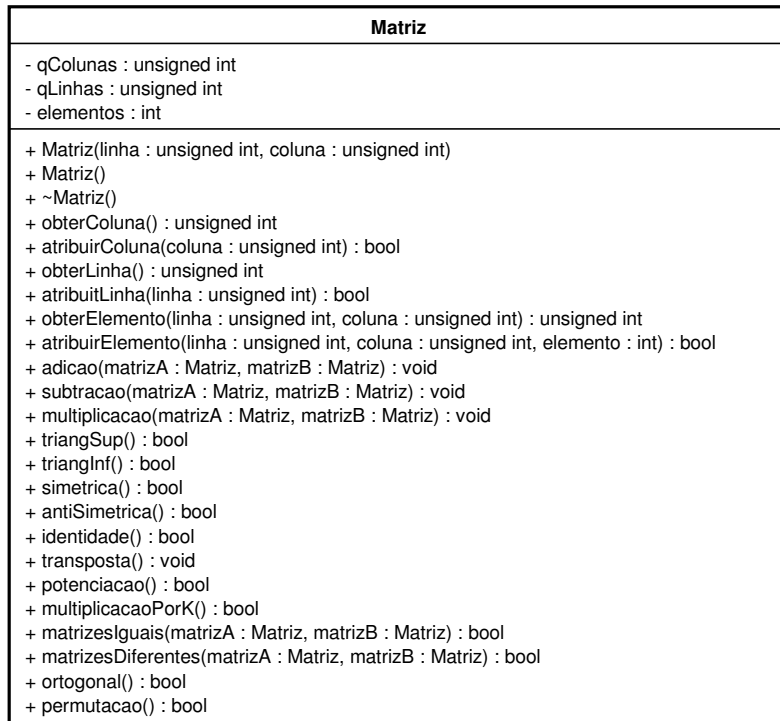 Matriz
- qColunas : unsigned int
- qLinhas : unsigned int
- elementos : int
+ Matriz(linha : unsigned int, coluna : unsigned int)
+ Matriz()
+ ~Matriz()
+ obterColuna() : unsigned int
+ atribuirColuna(coluna : unsigned int) : bool
+ obterLinha() : unsigned int
+ atribuitLinha(linha : unsigned int) : bool
+ obterElemento(linha : unsigned int, coluna : unsigned int) : unsigned int
+ atribuirElemento(linha : unsigned int, coluna : unsigned int, elemento : int) : bool
+ adicao(matrizA : Matriz, matrizB : Matriz) : void
+ subtracao(matrizA : Matriz, matrizB : Matriz) : void
+ multiplicacao(matrizA : Matriz, matrizB : Matriz) : void
+ triangSup() : bool
+ triangInf() : bool
+ simetrica() : bool
+ antiSimetrica() : bool
+ identidade() : bool
+ transposta() : void
+ potenciacao() : bool
+ multiplicacaoPorK() : bool
+ matrizesIguais(matrizA : Matriz, matrizB : Matriz) : bool
+ matrizesDiferentes(matrizA : Matriz, matrizB : Matriz) : bool
+ ortogonal() : bool
+ permutacao() : bool